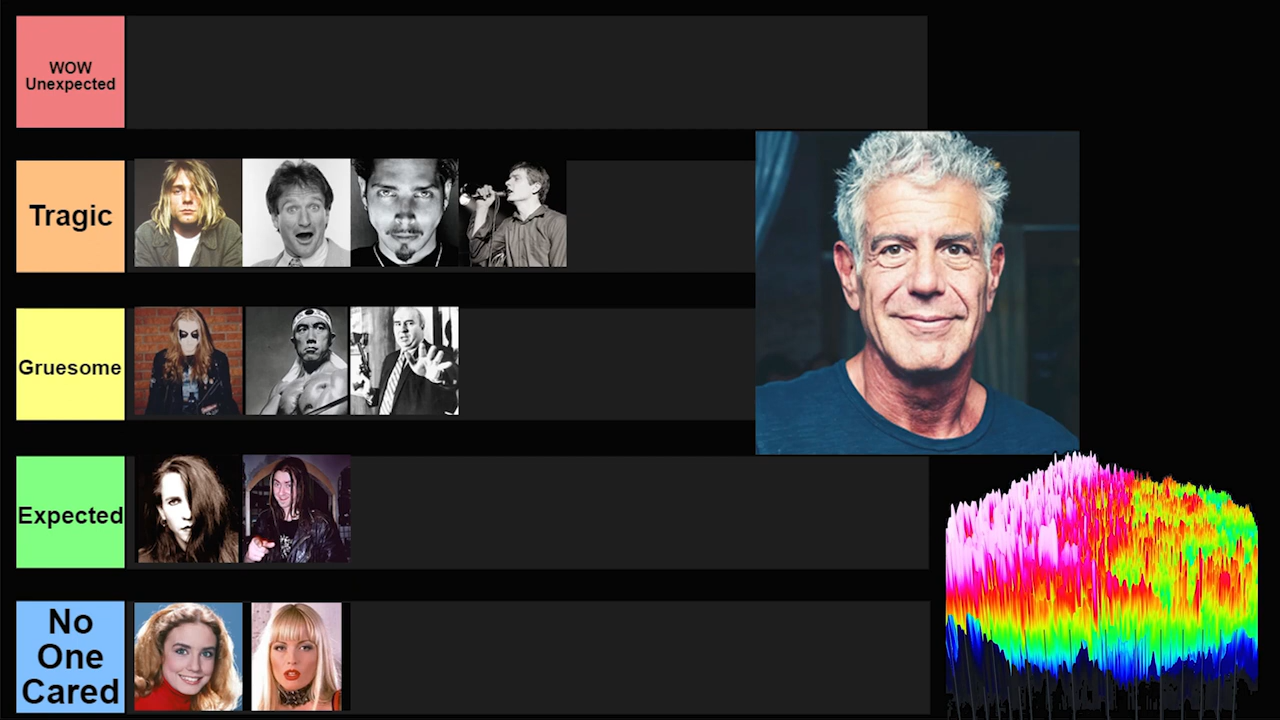 WOW
Unexpected
Tragic
Gruesome
Expected
No
One
Cared